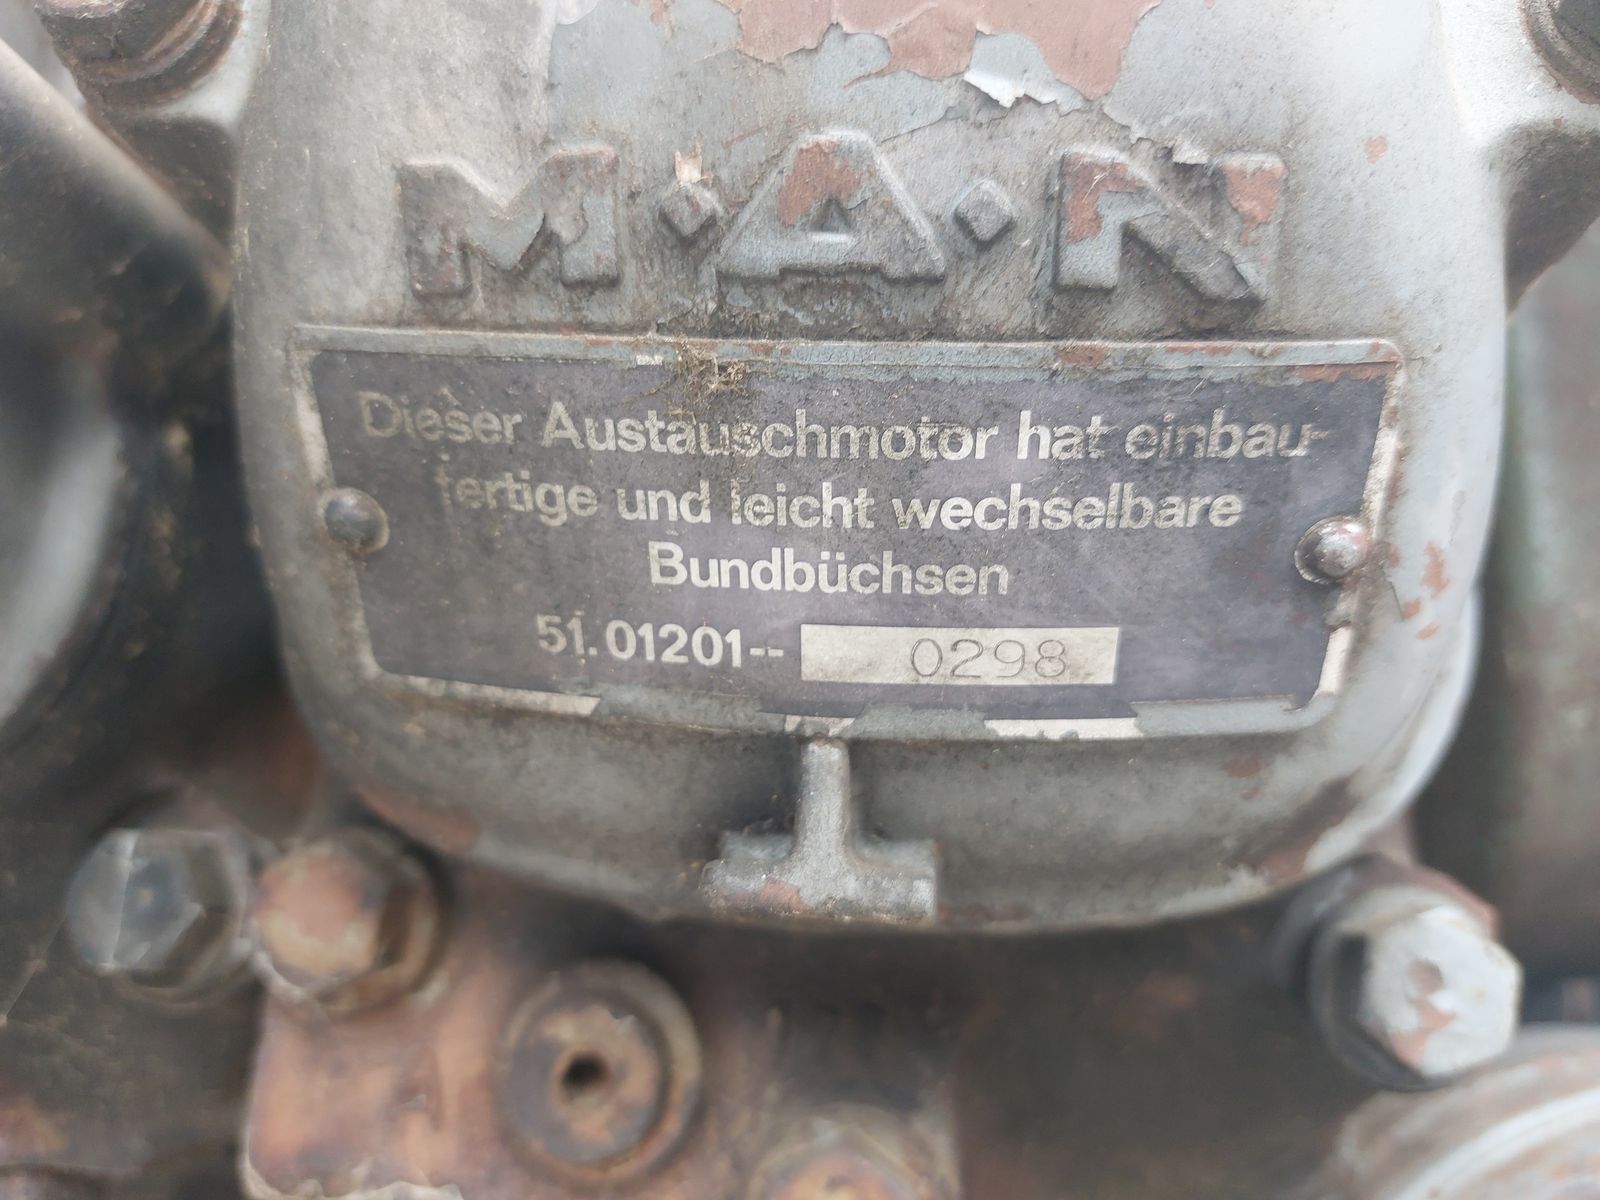 M·A·N
Dieser Austauschmotor hat einbau-
fertige und leicht wechselbare
Bundbüchsen
51.01201-- 0298